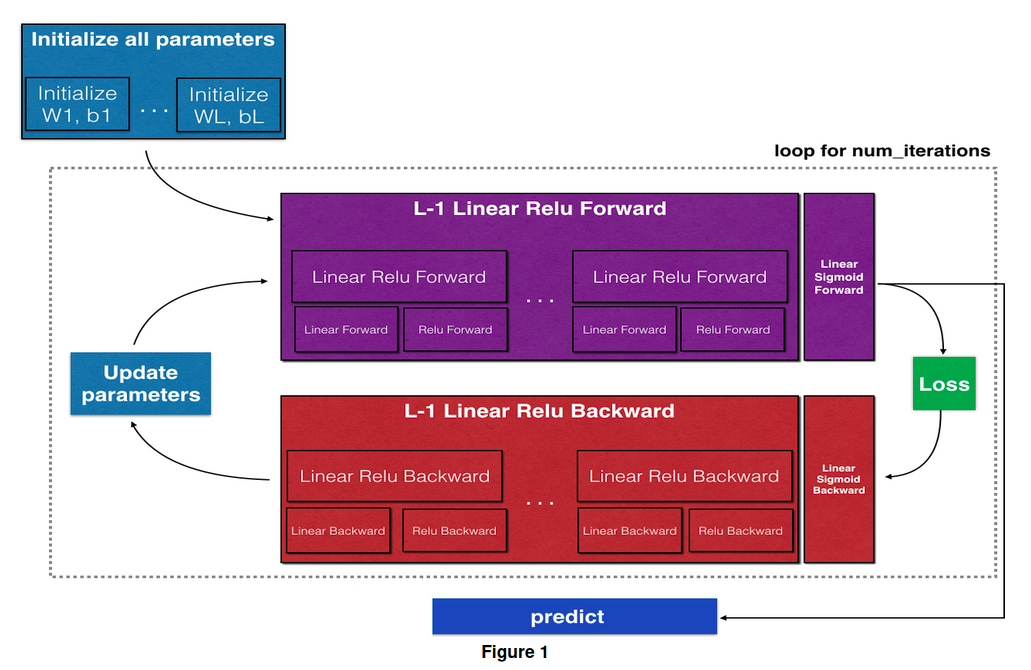 Initialize all parameters
Initialize
W1, b1
...
Initialize
WL, bL
loop for num_iterations
L-1 Linear Relu Forward
Linear Relu Forward
Linear Forward
Relu Forward
...
Linear Relu Forward
Linear Forward
Relu Forward
Linear
Sigmoid
Forward
Update
parameters
Loss
L-1 Linear Relu Backward
Linear Relu Backward
Linear Backward
Relu Backward
...
Linear Relu Backward
Linear Backward
Relu Backward
Linear
Sigmoid
Backward
predict
Figure 1